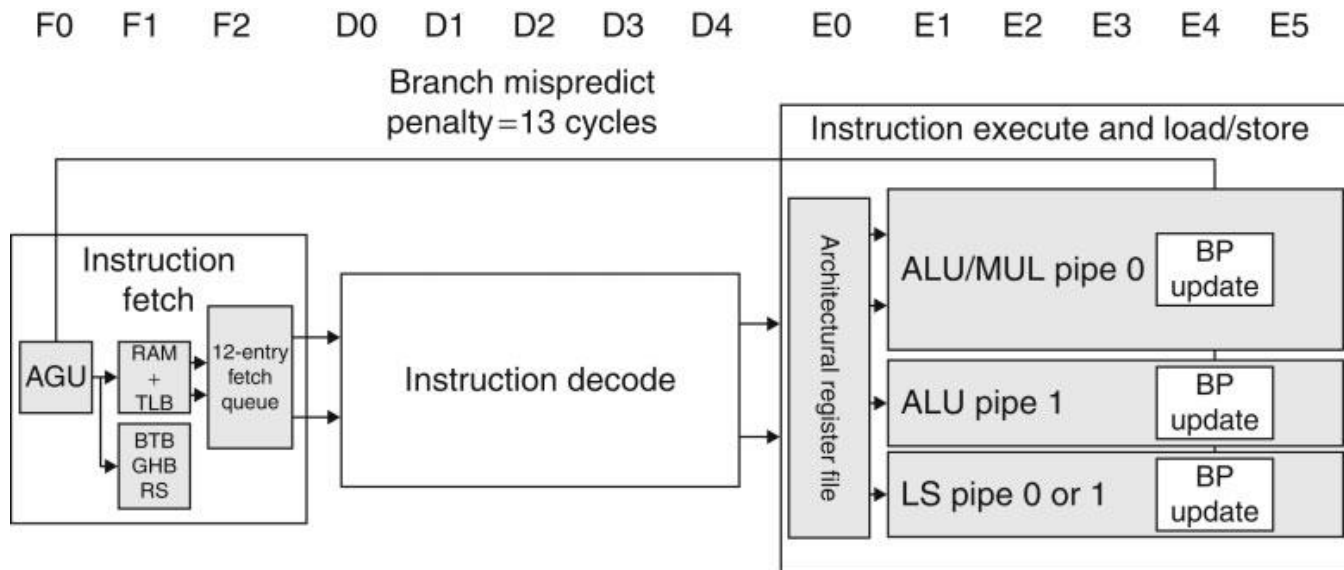 F0 F1 F2 D0 D1 D2 D3 D4 E0 E1 E2 E3 E4 E5
Branch mispredict
penalty=13 cycles
Instruction execute and load/store
Instruction
fetch
AGU
RAM
+
TLB
BTB
GHB
RS
12-entry
fetch
queue
Instruction decode
Architectural register file
ALU/MUL pipe 0
BP
update
ALU pipe 1
BP
update
LS pipe 0 or 1
BP
update